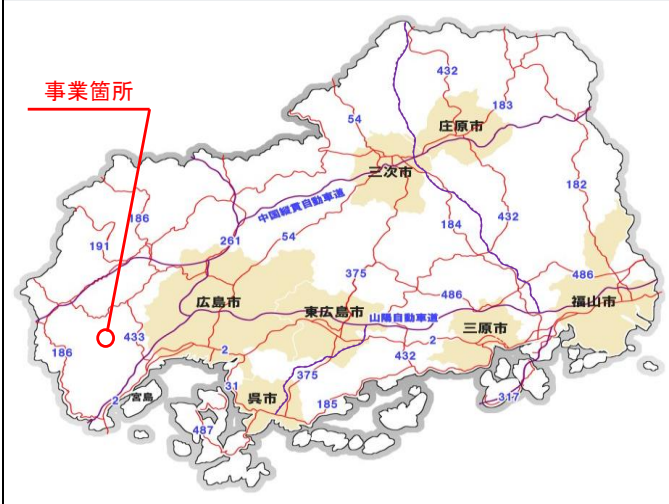 事業箇所
432
183
54
庄原市
三次市
182
中国縦貫自動車道
186
191
261
54
184
432
375
486
486
広島市
東広島市
山陽自動車道
福山市
三原市
433
186
2
2
432
375
31
呉市
185
2
宮島
487
317